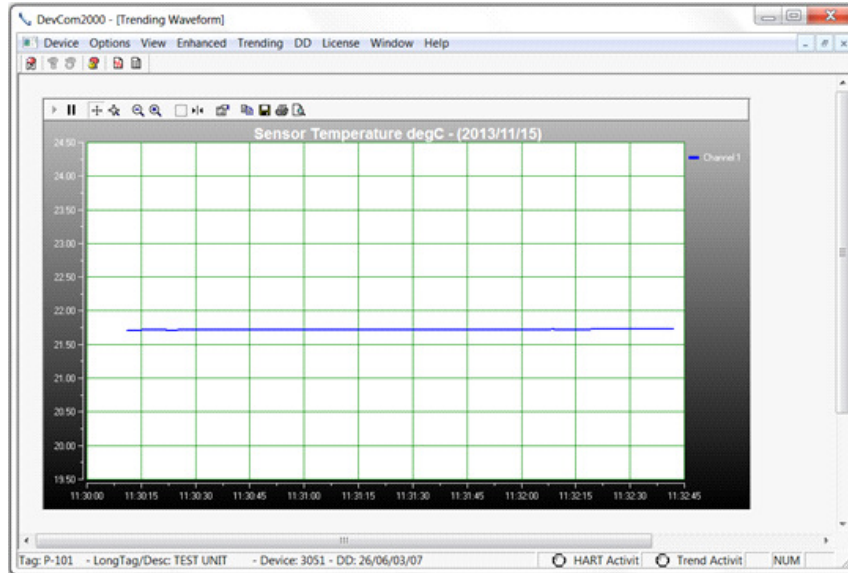 DevCom2000 - [Trending Waveform]
Device Options View Enhanced Trending DD License Window Help
Sensor Temperature degC - (2013/11/15)
Channel 1
24.50
24.00
23.50
23.00
22.50
22.00
21.50
21.00
20.50
20.00
19.50
11:30:00 11:30:15 11:30:30 11:30:45 11:31:00 11:31:15 11:31:30 11:31:45 11:32:00 11:32:15 11:32:30 11:32:45
Tag: P-101 - LongTag/Desc: TEST UNIT - Device: 3051 - DD: 26/06/03/07 HART Activit Trend Activit NUM